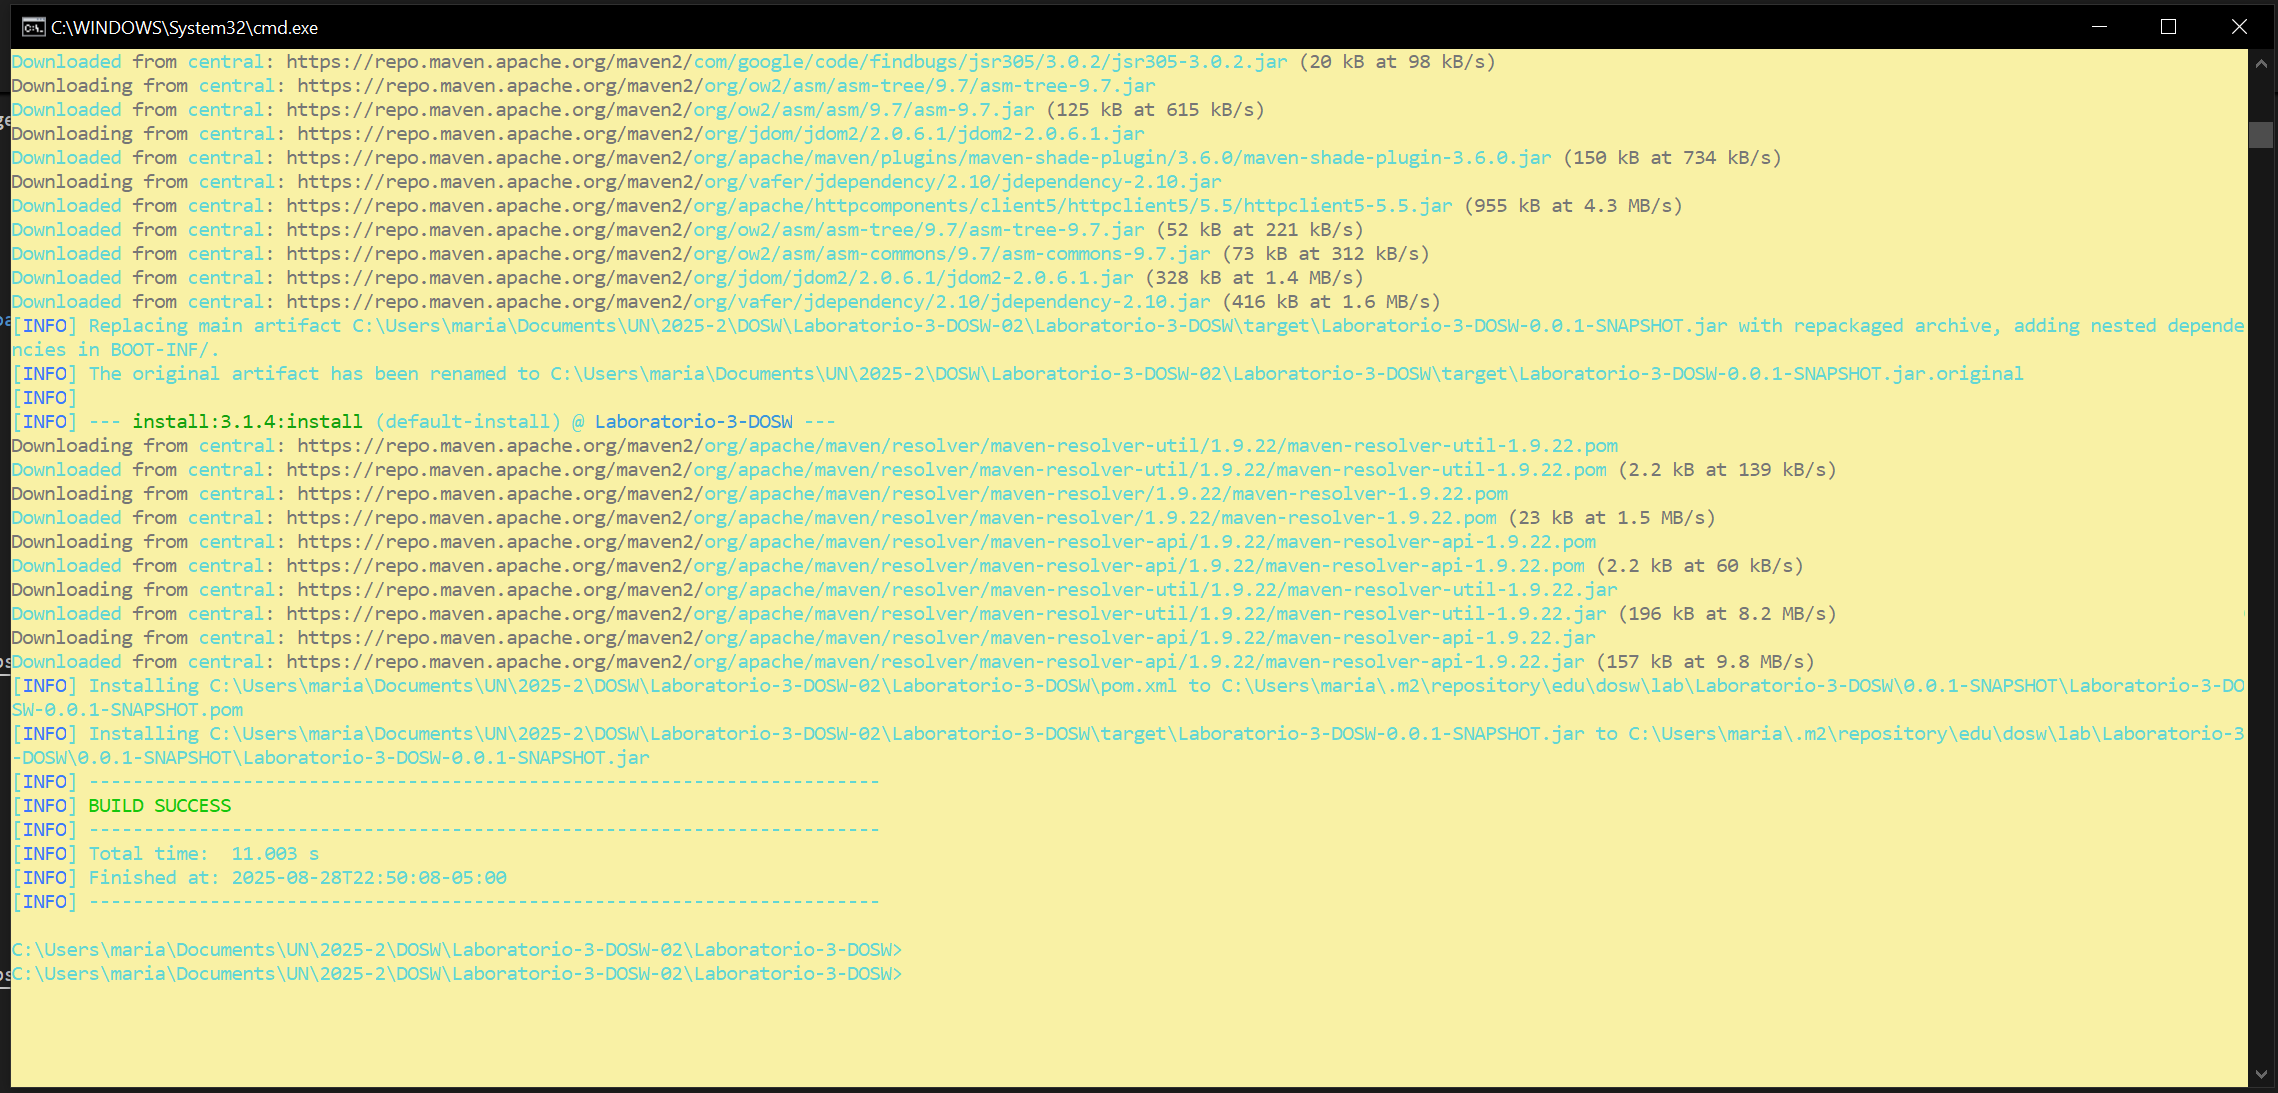 C:\WINDOWS\System32\cmd.exe
Downloaded from central: https://repo.maven.apache.org/maven2/com/google/code/findbugs/jsr305/3.0.2/jsr305-3.0.2.jar (20 kB at 98 kB/s)
Downloading from central: https://repo.maven.apache.org/maven2/org/ow2/asm/asm-tree/9.7/asm-tree-9.7.jar
Downloaded from central: https://repo.maven.apache.org/maven2/org/ow2/asm/asm/9.7/asm-9.7.jar (125 kB at 615 kB/s)
Downloading from central: https://repo.maven.apache.org/maven2/org/jdom/jdom2/2.0.6.1/jdom2-2.0.6.1.jar
Downloaded from central: https://repo.maven.apache.org/maven2/org/apache/maven/plugins/maven-shade-plugin/3.6.0/maven-shade-plugin-3.6.0.jar (150 kB at 734 kB/s)
Downloading from central: https://repo.maven.apache.org/maven2/org/vafer/jdependency/2.10/jdependency-2.10.jar
Downloaded from central: https://repo.maven.apache.org/maven2/org/apache/httpcomponents/client5/httpclient5/5.5/httpclient5-5.5.jar (955 kB at 4.3 MB/s)
Downloaded from central: https://repo.maven.apache.org/maven2/org/ow2/asm/asm-tree/9.7/asm-tree-9.7.jar (52 kB at 221 kB/s)
Downloaded from central: https://repo.maven.apache.org/maven2/org/ow2/asm/asm-commons/9.7/asm-commons-9.7.jar (73 kB at 312 kB/s)
Downloaded from central: https://repo.maven.apache.org/maven2/org/jdom/jdom2/2.0.6.1/jdom2-2.0.6.1.jar (328 kB at 1.4 MB/s)
Downloaded from central: https://repo.maven.apache.org/maven2/org/vafer/jdependency/2.10/jdependency-2.10.jar (416 kB at 1.6 MB/s)
[INFO] Replacing main artifact C:\Users\maria\Documents\UN\2025-2\DOSW\Laboratorio-3-DOSW-02\Laboratorio-3-DOSW\target\Laboratorio-3-DOSW-0.0.1-SNAPSHOT.jar with repackaged archive, adding nested depende
ncies in BOOT-INF/.
[INFO] The original artifact has been renamed to C:\Users\maria\Documents\UN\2025-2\DOSW\Laboratorio-3-DOSW-02\Laboratorio-3-DOSW\target\Laboratorio-3-DOSW-0.0.1-SNAPSHOT.jar.original
[INFO]
[INFO] --- install:3.1.4:install (default-install) @ Laboratorio-3-DOSW ---
Downloading from central: https://repo.maven.apache.org/maven2/org/apache/maven/resolver/maven-resolver-util/1.9.22/maven-resolver-util-1.9.22.pom
Downloaded from central: https://repo.maven.apache.org/maven2/org/apache/maven/resolver/maven-resolver-util/1.9.22/maven-resolver-util-1.9.22.pom (2.2 kB at 139 kB/s)
Downloading from central: https://repo.maven.apache.org/maven2/org/apache/maven/resolver/maven-resolver/1.9.22/maven-resolver-1.9.22.pom
Downloaded from central: https://repo.maven.apache.org/maven2/org/apache/maven/resolver/maven-resolver/1.9.22/maven-resolver-1.9.22.pom (23 kB at 1.5 MB/s)
Downloading from central: https://repo.maven.apache.org/maven2/org/apache/maven/resolver/maven-resolver-api/1.9.22/maven-resolver-api-1.9.22.pom
Downloaded from central: https://repo.maven.apache.org/maven2/org/apache/maven/resolver/maven-resolver-api/1.9.22/maven-resolver-api-1.9.22.pom (2.2 kB at 60 kB/s)
Downloading from central: https://repo.maven.apache.org/maven2/org/apache/maven/resolver/maven-resolver-util/1.9.22/maven-resolver-util-1.9.22.jar
Downloaded from central: https://repo.maven.apache.org/maven2/org/apache/maven/resolver/maven-resolver-util/1.9.22/maven-resolver-util-1.9.22.jar (196 kB at 8.2 MB/s)
Downloading from central: https://repo.maven.apache.org/maven2/org/apache/maven/resolver/maven-resolver-api/1.9.22/maven-resolver-api-1.9.22.jar
Downloaded from central: https://repo.maven.apache.org/maven2/org/apache/maven/resolver/maven-resolver-api/1.9.22/maven-resolver-api-1.9.22.jar (157 kB at 9.8 MB/s)
[INFO] Installing C:\Users\maria\Documents\UN\2025-2\DOSW\Laboratorio-3-DOSW-02\Laboratorio-3-DOSW\pom.xml to C:\Users\maria\.m2\repository\edu\dosw\lab\Laboratorio-3-DOSW\0.0.1-SNAPSHOT\Laboratorio-3-DO
SW-0.0.1-SNAPSHOT.pom
[INFO] Installing C:\Users\maria\Documents\UN\2025-2\DOSW\Laboratorio-3-DOSW-02\Laboratorio-3-DOSW\target\Laboratorio-3-DOSW-0.0.1-SNAPSHOT.jar to C:\Users\maria\.m2\repository\edu\dosw\lab\Laboratorio-3
-DOSW\0.0.1-SNAPSHOT\Laboratorio-3-DOSW-0.0.1-SNAPSHOT.jar
[INFO] ------------------------------------------------------------------------
[INFO] BUILD SUCCESS
[INFO] ------------------------------------------------------------------------
[INFO] Total time:  11.003 s
[INFO] Finished at: 2025-08-28T22:50:08-05:00
[INFO] ------------------------------------------------------------------------
C:\Users\maria\Documents\UN\2025-2\DOSW\Laboratorio-3-DOSW-02\Laboratorio-3-DOSW>
C:\Users\maria\Documents\UN\2025-2\DOSW\Laboratorio-3-DOSW-02\Laboratorio-3-DOSW>